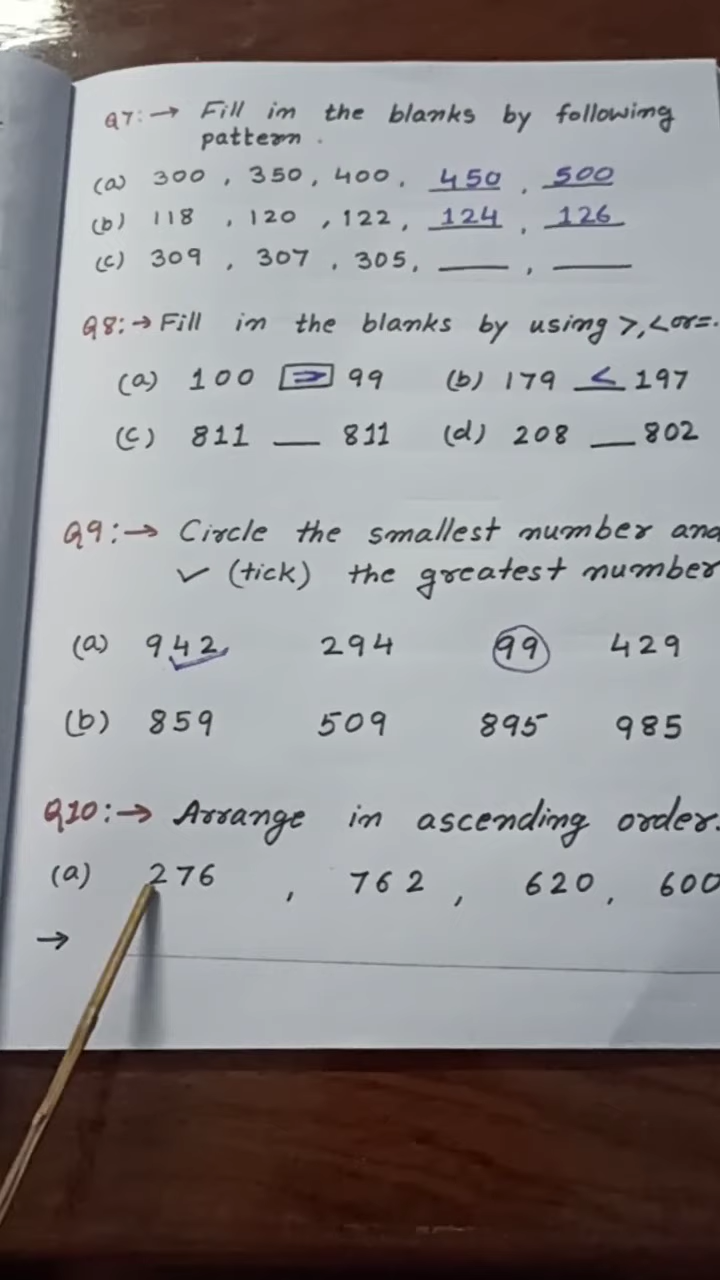 Q7:→ Fill in the blanks by following
pattern.
(a) 300, 350, 400, 450, 500
(b) 118, 120, 122, 124, 126
(c) 309, 307, 305, ____, ____
Q8:→ Fill in the blanks by using >,< or =.
(a) 100 > 99 (b) 179 < 197
(c) 811 __ 811 (d) 208 __ 802
Q9:→ Circle the smallest number and
✓ (tick) the greatest number
(a) 942 294 99 429
(b) 859 509 895 985
Q10:→ Arrange in ascending order.
(a) 276, 762, 620, 600
→